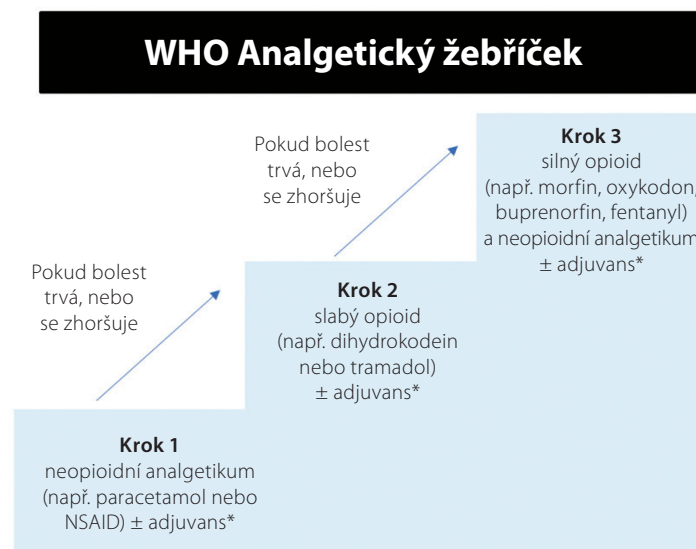 WHO Analgetický žebříček
Pokud bolest
trvá, nebo
se zhoršuje
Krok 3
silný opioid
(např. morfin, oxykodon,
buprenorfin, fentanyl)
a neopioidní analgetikum
± adjuvans*
Pokud bolest
trvá, nebo
se zhoršuje
Krok 2
slabý opioid
(např. dihydrokodein
nebo tramadol)
± adjuvans*
Krok 1
neopioidní analgetikum
(např. paracetamol nebo
NSAID) ± adjuvans*